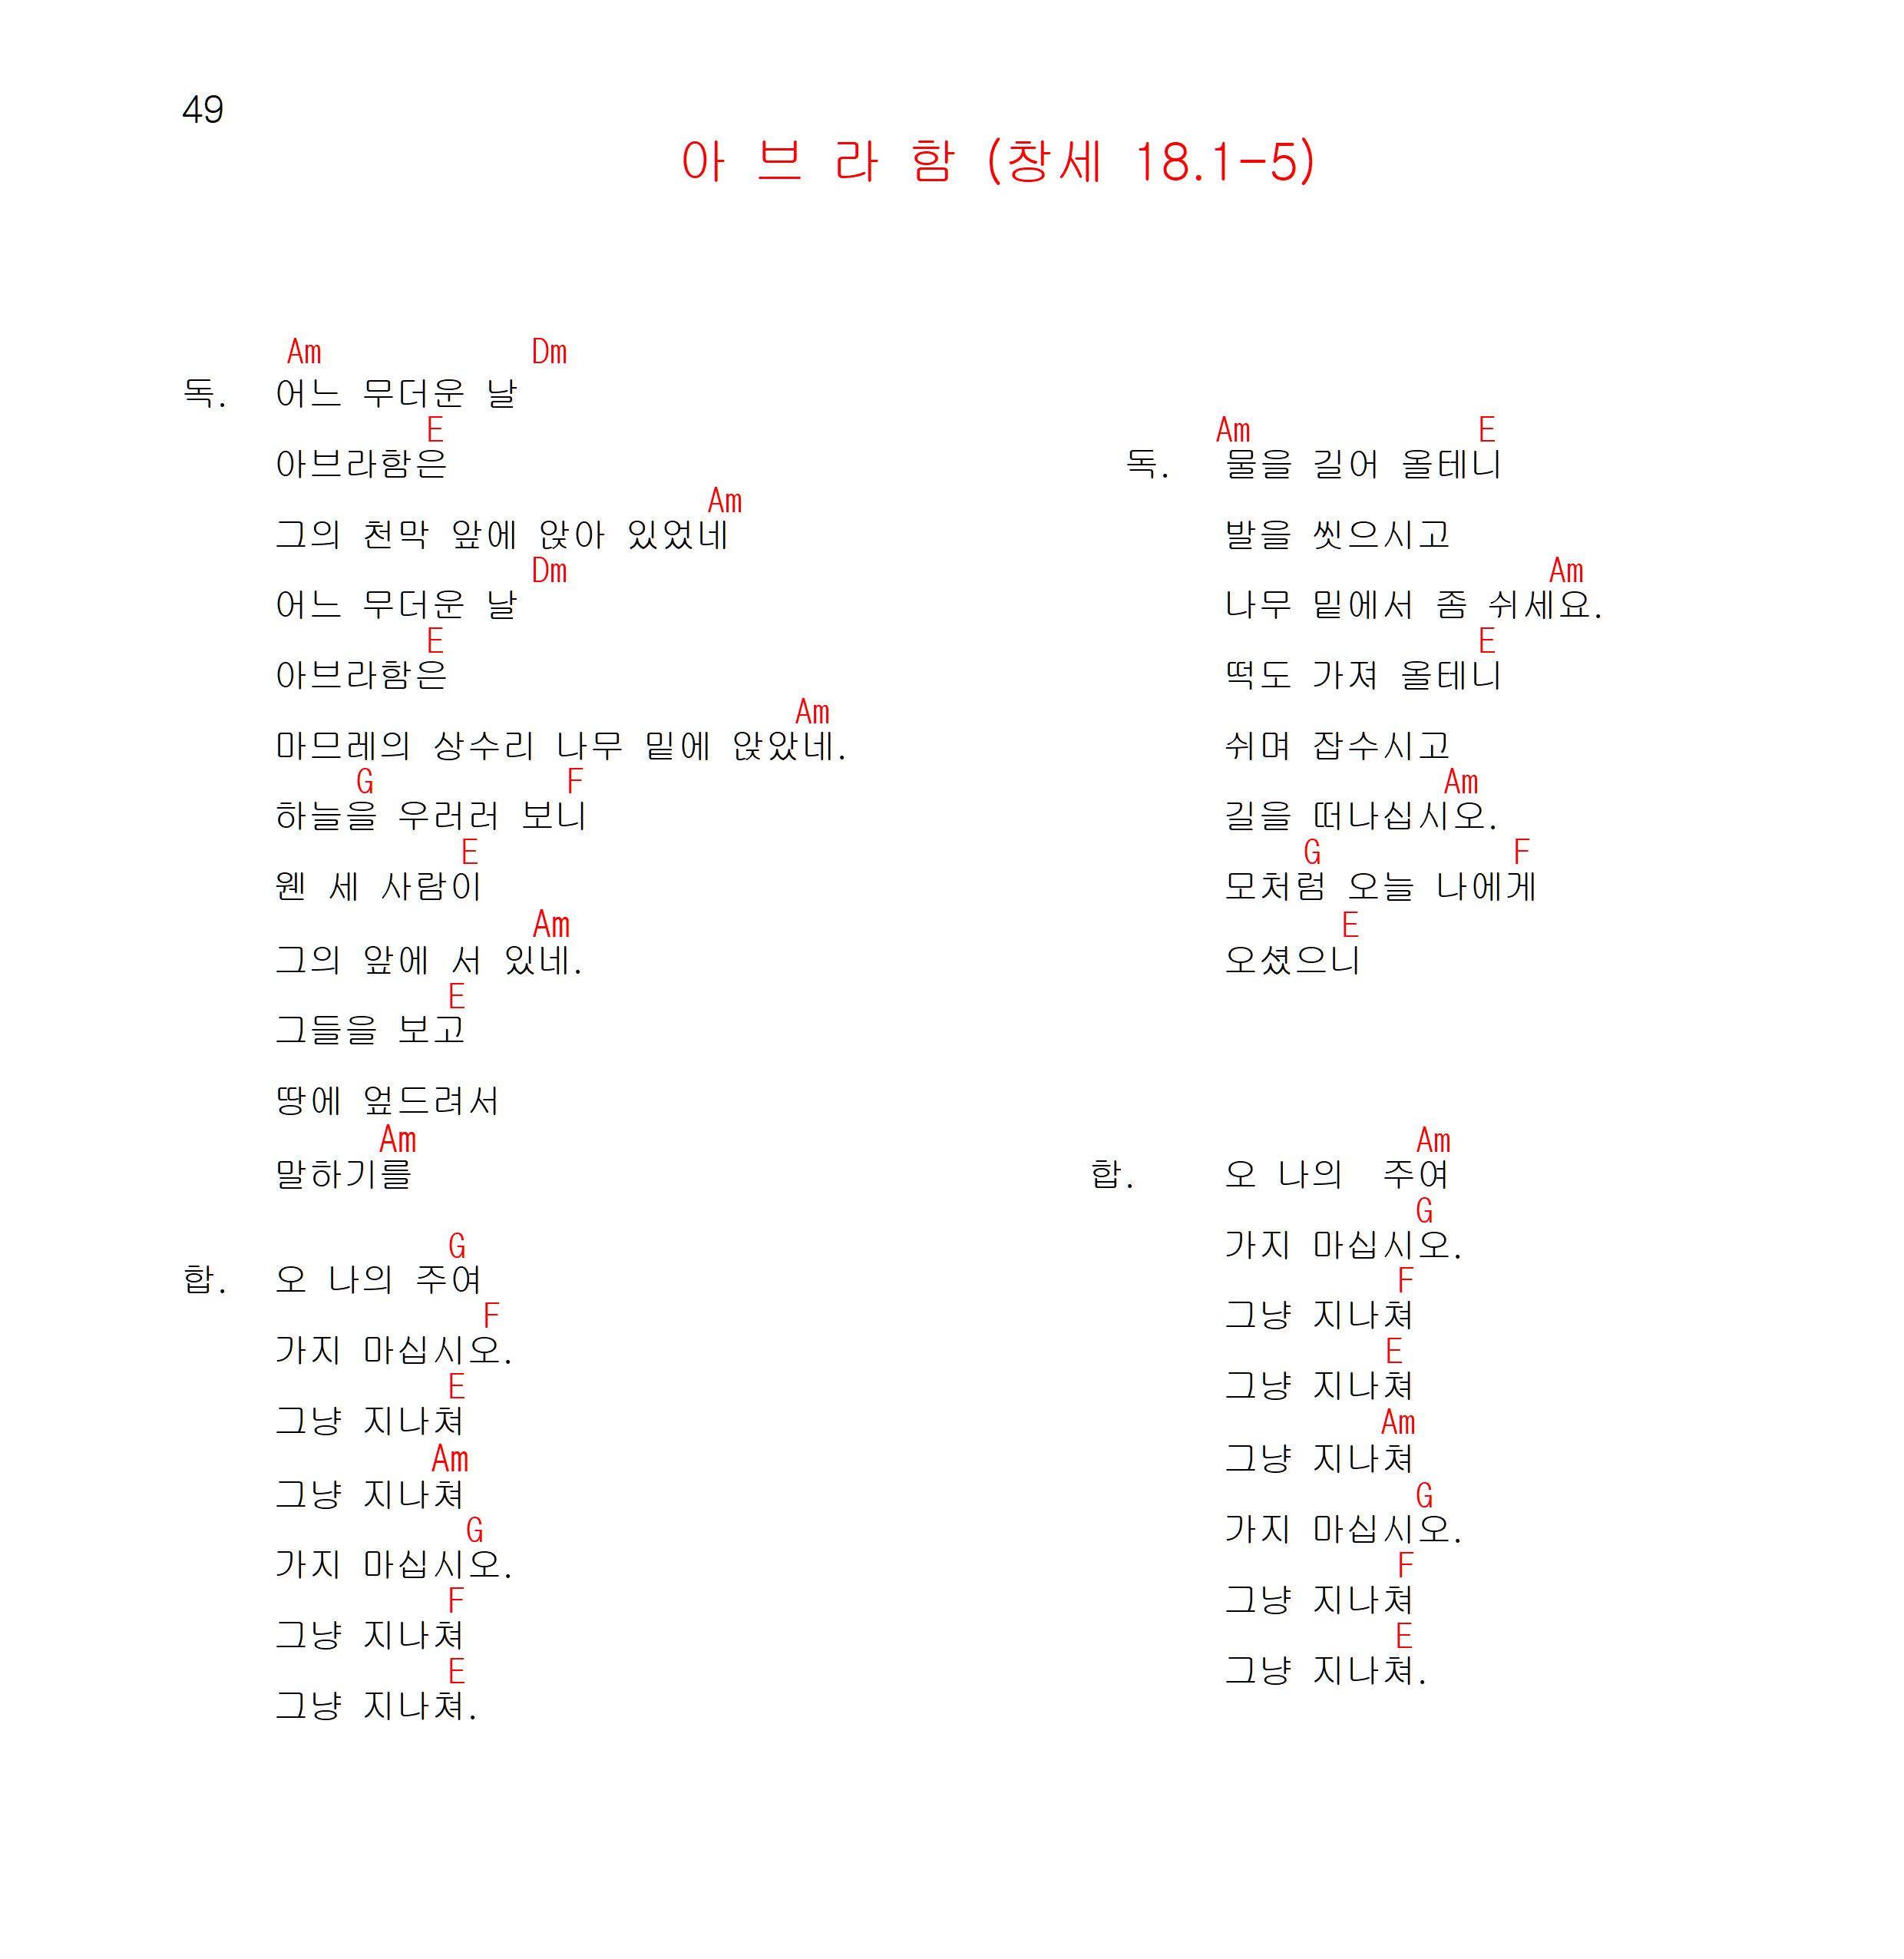 49
아 브 라 함 (창세 18.1-5)
Am Dm
독. 어느 무더운 날
E
아브라함은
Am
그의 천막 앞에 앉아 있었네
Dm
어느 무더운 날
E
아브라함은
Am
마므레의 상수리 나무 밑에 앉았네.
G F
하늘을 우러러 보니
E
웬 세 사람이
Am
그의 앞에 서 있네.
E
그들을 보고
땅에 엎드려서
Am
말하기를
G
합. 오 나의 주여
F
가지 마십시오.
E
그냥 지나쳐
Am
그냥 지나쳐
G
가지 마십시오.
F
그냥 지나쳐
E
그냥 지나쳐.
Am E
독. 물을 길어 올테니
발을 씻으시고
Am
나무 밑에서 좀 쉬세요.
E
떡도 가져 올테니
쉬며 잡수시고
Am
길을 떠나십시오.
G F
모처럼 오늘 나에게
E
오셨으니
Am
합. 오 나의 주여
G
가지 마십시오.
F
그냥 지나쳐
E
그냥 지나쳐
Am
그냥 지나쳐
G
가지 마십시오.
F
그냥 지나쳐
E
그냥 지나쳐.